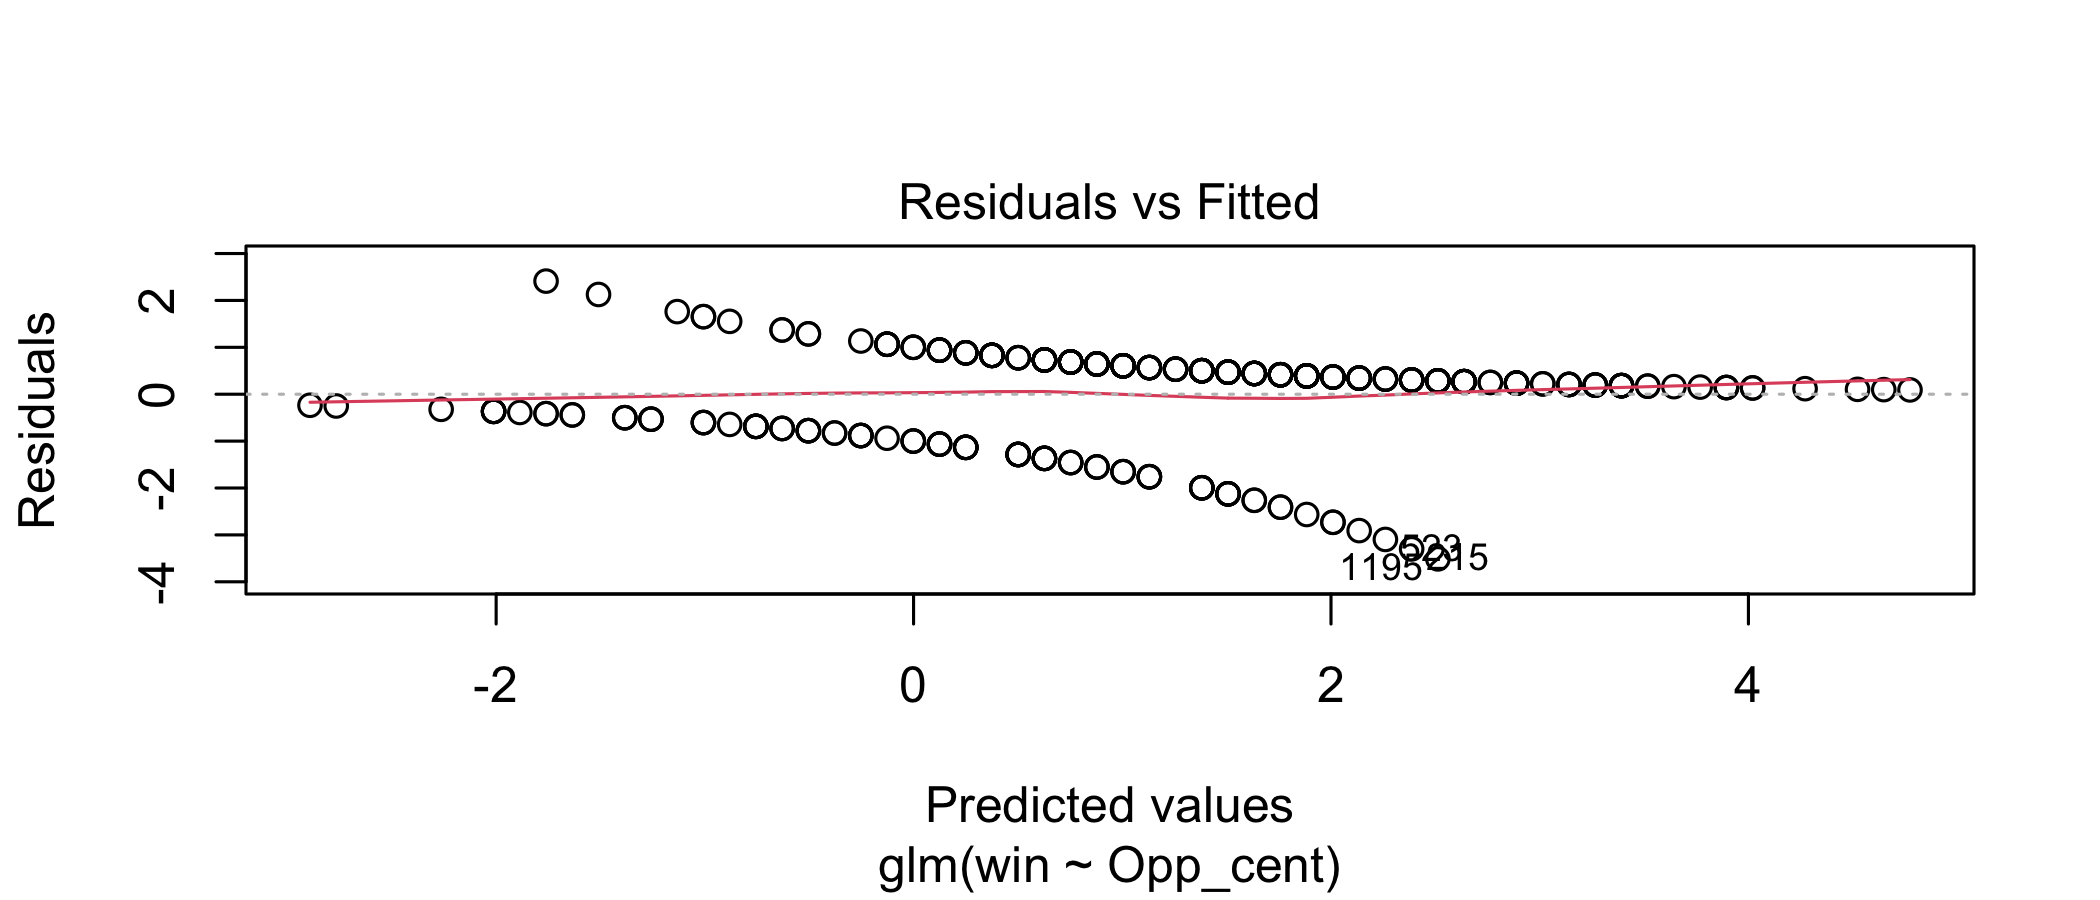 Residuals vs Fitted
Residuals
2
0
-2
-4
523
1195
215
-2
0
2
4
Predicted values
glm(win ~ Opp_cent)